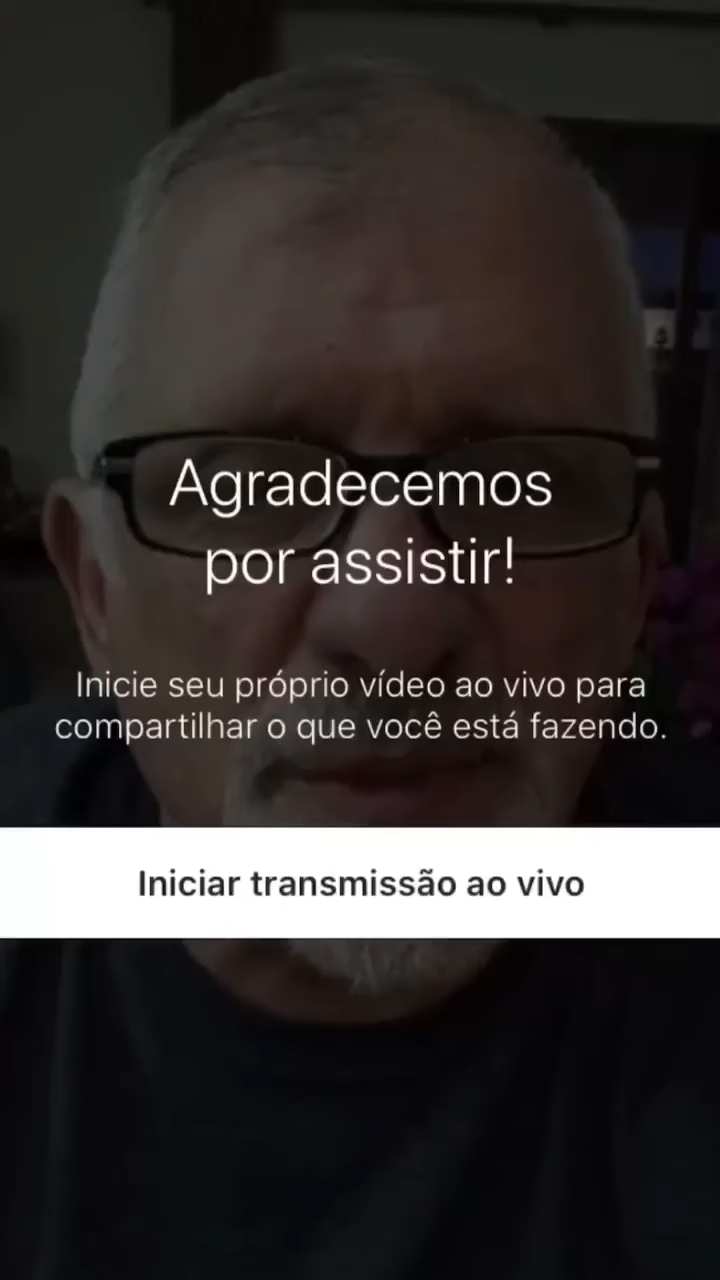 Agradecemos
por assistir!
Inicie seu próprio vídeo ao vivo para
compartilhar o que você está fazendo.
Iniciar transmissão ao vivo